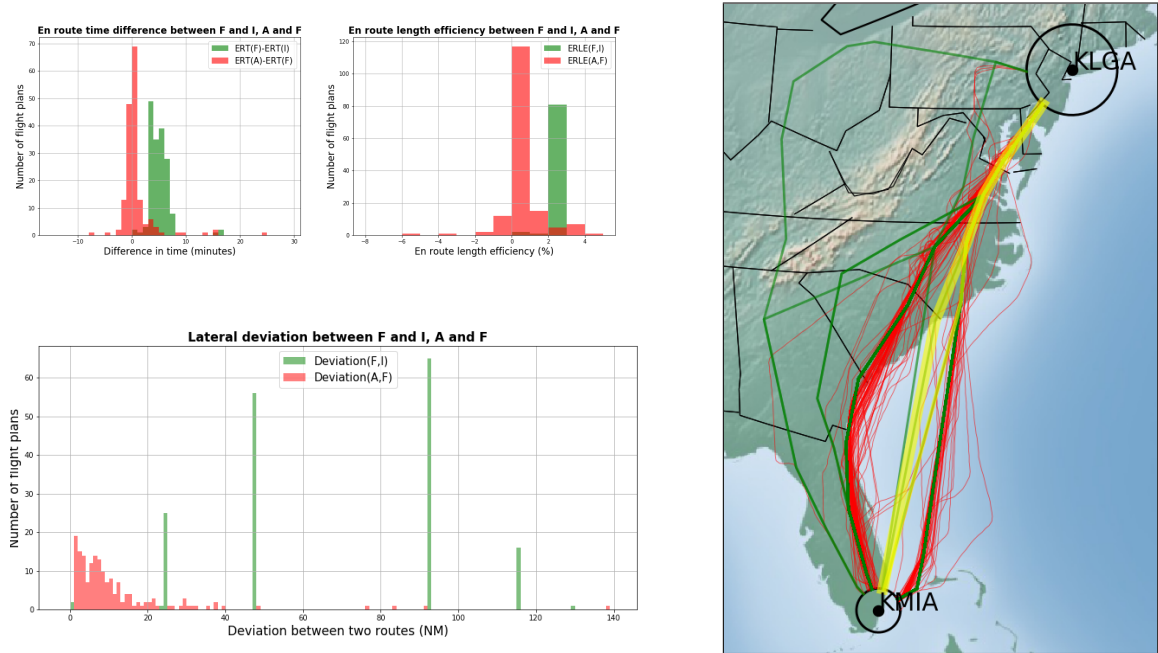 En route time difference between F and I, A and F
Number of flight plans
70
60
50
40
30
20
10
0
ERT(F)-ERT(I)
ERT(A)-ERT(F)
−10
0
10
20
30
Difference in time (minutes)
En route length efficiency between F and I, A and F
Number of flight plans
120
100
80
60
40
20
0
ERLE(F,I)
ERLE(A,F)
−8
−6
−4
−2
0
2
4
En route length efficiency (%)
Lateral deviation between F and I, A and F
Number of flight plans
60
50
40
30
20
10
0
Deviation(F,I)
Deviation(A,F)
0
20
40
60
80
100
120
140
Deviation between two routes (NM)
KLGA
KMIA